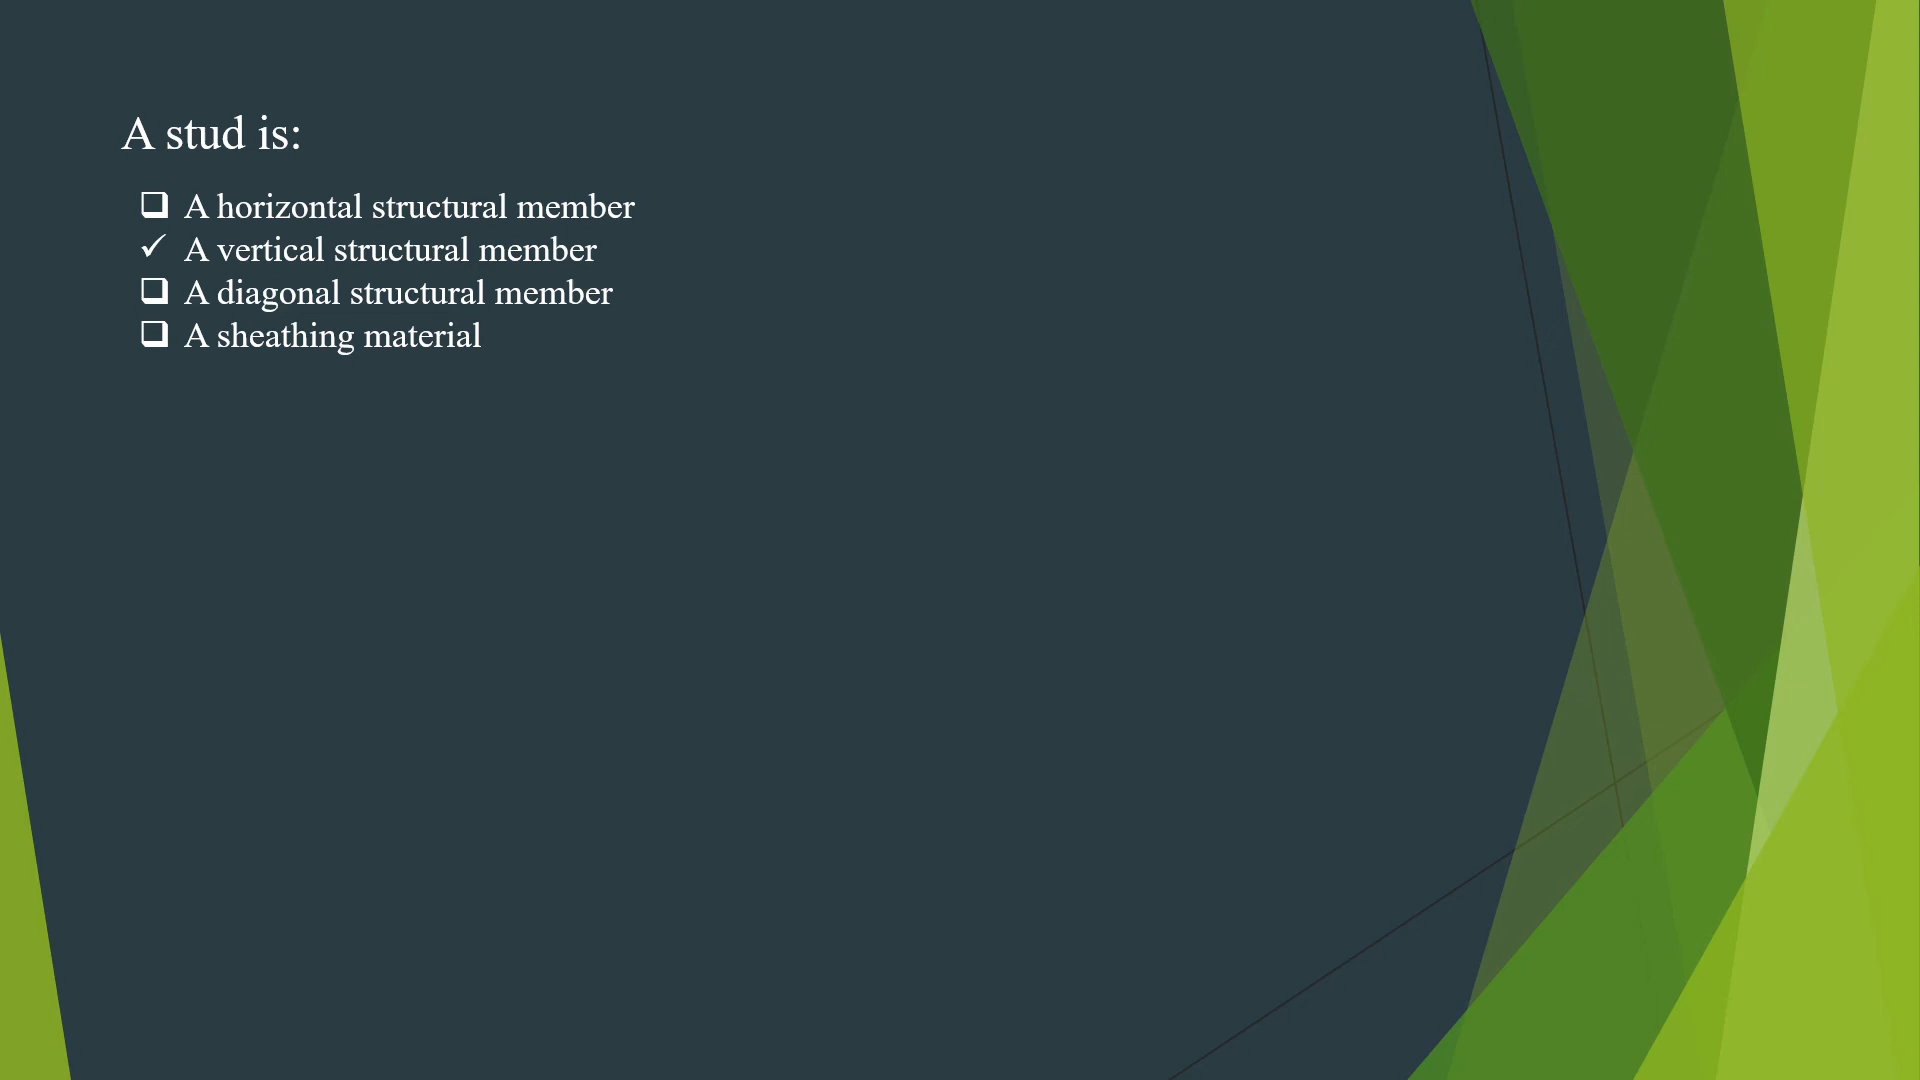 A stud is:
❑ A horizontal structural member
✓ A vertical structural member
❑ A diagonal structural member
❑ A sheathing material